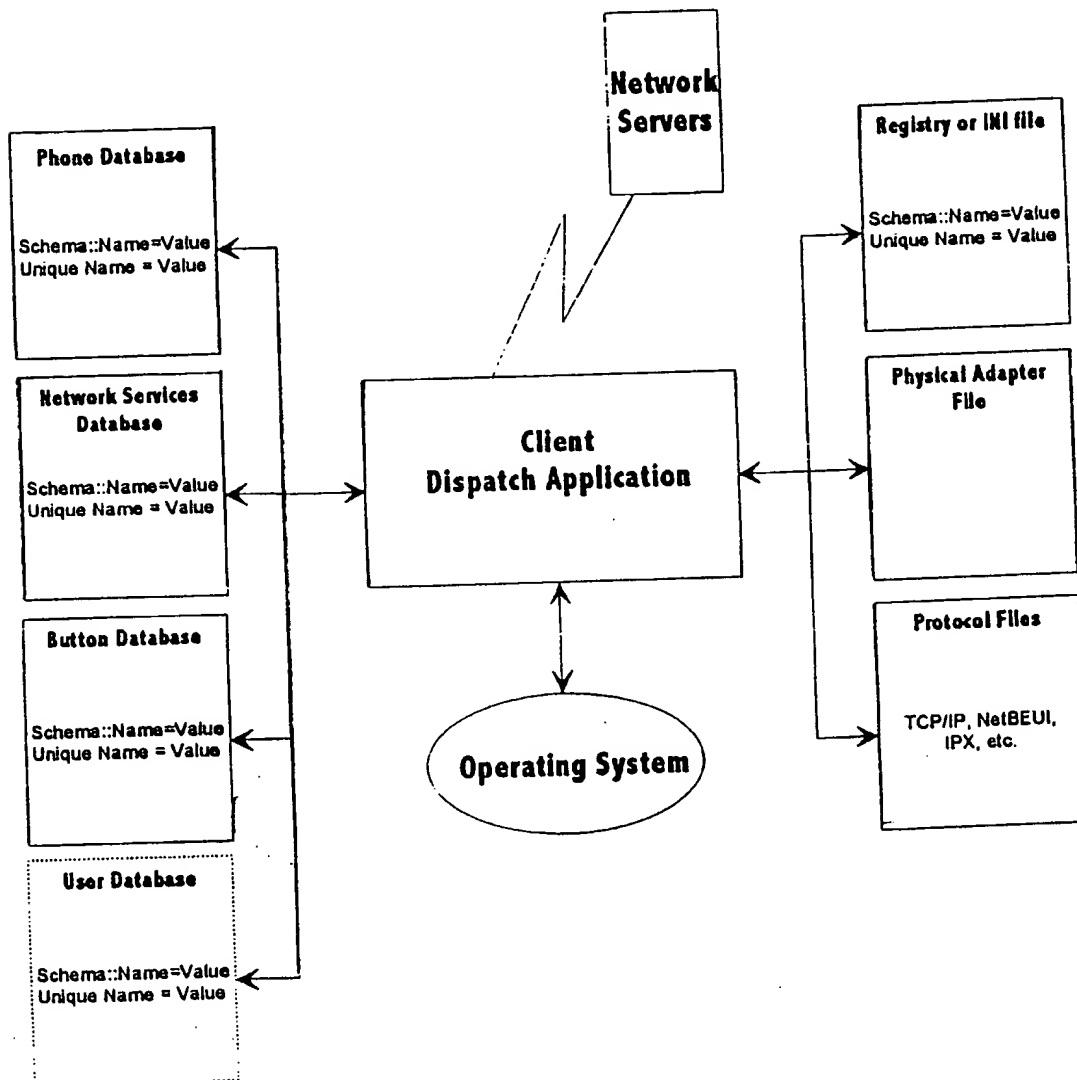 Network
Servers
Phone Database
Schema::Name=Value
Unique Name = Value
Network Services
Database
Schema::Name=Value
Unique Name = Value
Button Database
Schema::Name=Value
Unique Name = Value
User Database
Schema::Name=Value
Unique Name = Value
Client
Dispatch Application
Operating System
Registry or INI file
Schema::Name=Value
Unique Name = Value
Physical Adapter
File
Protocol Files
TCP/IP, NetBEUI,
IPX, etc.